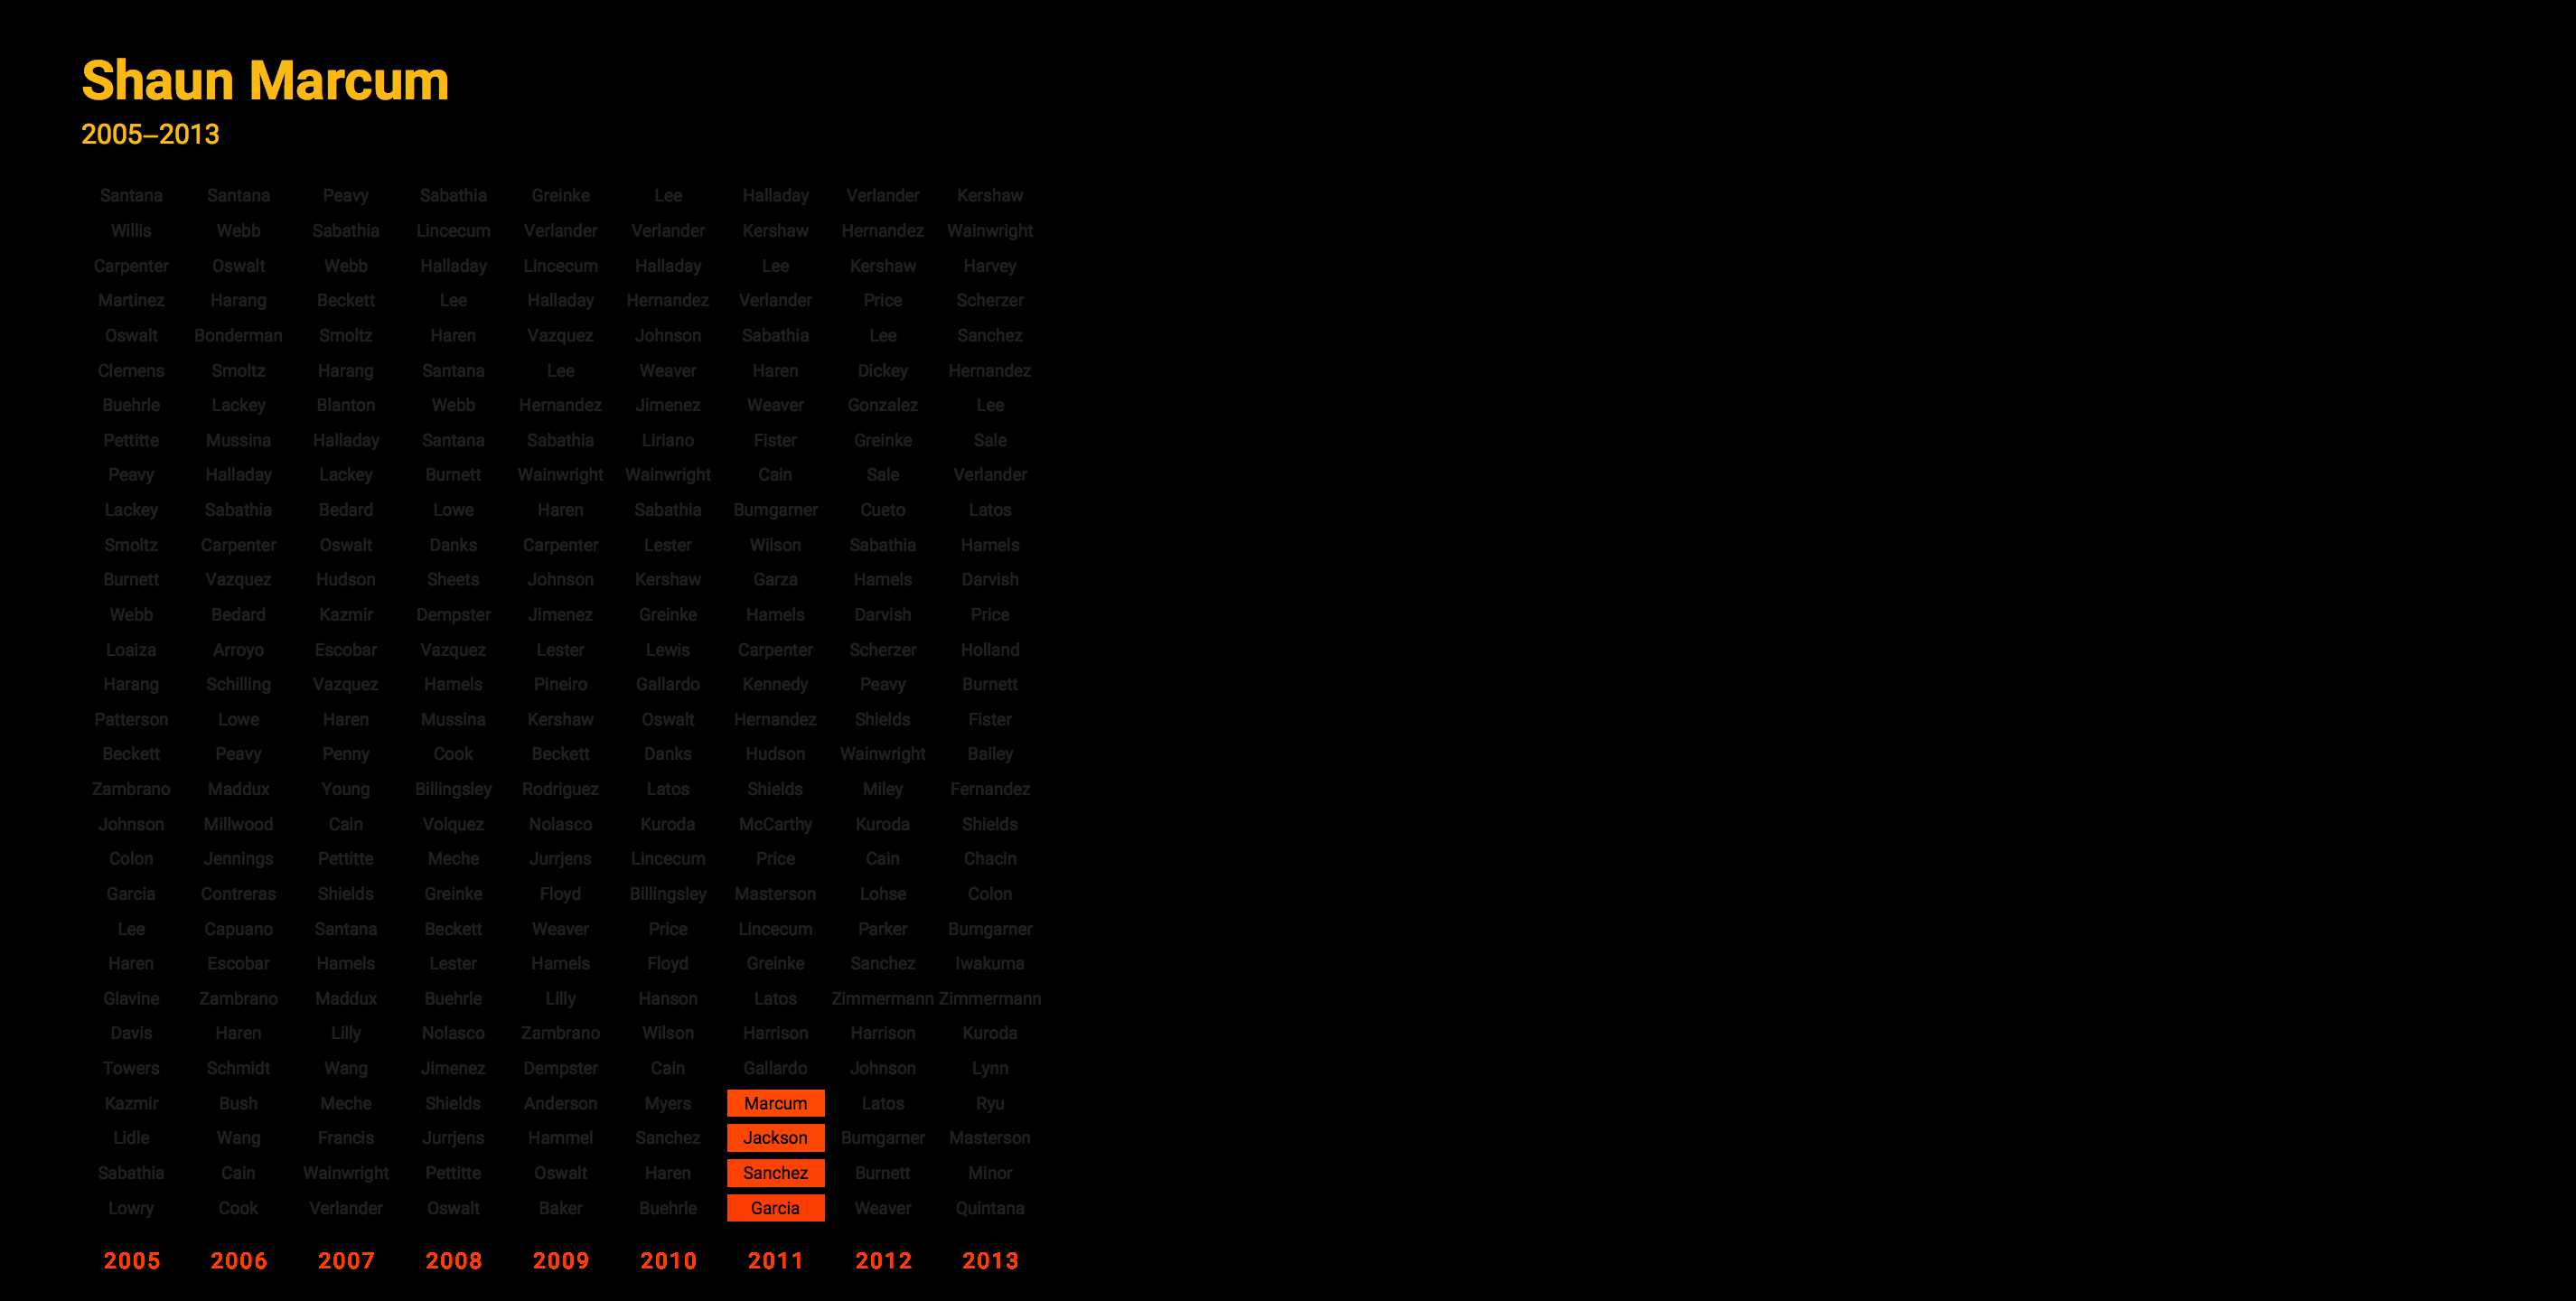 Shaun Marcum
2005–2013
Santana Santana Peavy Sabathia Greinke Lee Halladay Verlander Kershaw
Willis Webb Sabathia Lincecum Verlander Verlander Kershaw Hernandez Wainwright
Carpenter Oswalt Webb Halladay Lincecum Halladay Lee Kershaw Harvey
Martinez Harang Beckett Lee Halladay Hernandez Verlander Price Scherzer
Oswalt Bonderman Smoltz Haren Vazquez Johnson Sabathia Lee Sanchez
Clemens Smoltz Harang Santana Lee Weaver Haren Dickey Hernandez
Buehrle Lackey Blanton Webb Hernandez Jimenez Weaver Gonzalez Lee
Pettitte Mussina Halladay Santana Sabathia Liriano Fister Greinke Sale
Peavy Halladay Lackey Burnett Wainwright Wainwright Cain Sale Verlander
Lackey Sabathia Bedard Lowe Haren Sabathia Bumgarner Cueto Latos
Smoltz Carpenter Oswalt Danks Carpenter Lester Wilson Sabathia Hamels
Burnett Vazquez Hudson Sheets Johnson Kershaw Garza Hamels Darvish
Webb Bedard Kazmir Dempster Jimenez Greinke Hamels Darvish Price
Loaiza Arroyo Escobar Vazquez Lester Lewis Carpenter Scherzer Holland
Harang Schilling Vazquez Hamels Pineiro Gallardo Kennedy Peavy Burnett
Patterson Lowe Haren Mussina Kershaw Oswalt Hernandez Shields Fister
Beckett Peavy Penny Cook Beckett Danks Hudson Wainwright Bailey
Zambrano Maddux Young Billingsley Rodriguez Latos Shields Miley Fernandez
Johnson Millwood Cain Volquez Nolasco Kuroda McCarthy Kuroda Shields
Colon Jennings Pettitte Meche Jurrjens Lincecum Price Cain Chacin
Garcia Contreras Shields Greinke Floyd Billingsley Masterson Lohse Colon
Lee Capuano Santana Beckett Weaver Price Lincecum Parker Bumgarner
Haren Escobar Hamels Lester Hamels Floyd Greinke Sanchez Iwakuma
Glavine Zambrano Maddux Buehrle Lilly Hanson Latos Zimmermann Zimmermann
Davis Haren Lilly Nolasco Zambrano Wilson Harrison Harrison Kuroda
Towers Schmidt Wang Jimenez Dempster Cain Gallardo Johnson Lynn
Kazmir Bush Meche Shields Anderson Myers Marcum Latos Ryu
Lidle Wang Francis Jurrjens Hammel Sanchez Jackson Bumgarner Masterson
Sabathia Cain Wainwright Pettitte Oswalt Haren Sanchez Burnett Minor
Lowry Cook Verlander Oswalt Baker Buehrle Garcia Weaver Quintana
2005 2006 2007 2008 2009 2010 2011 2012 2013